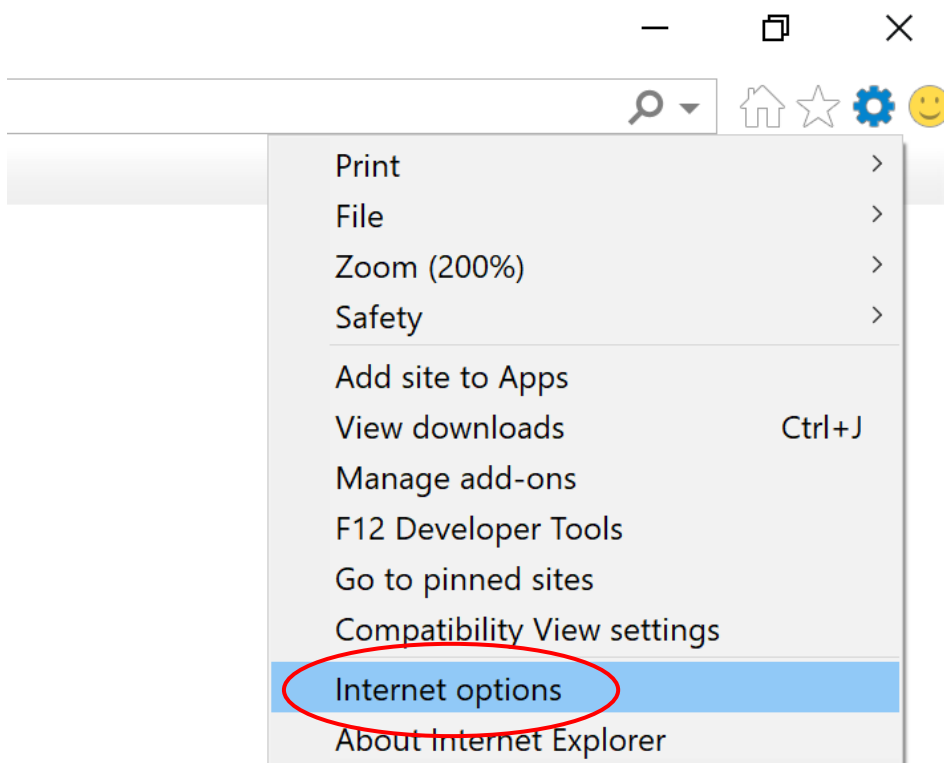 Print
File
Zoom (200%)
Safety
Add site to Apps
View downloads Ctrl+J
Manage add-ons
F12 Developer Tools
Go to pinned sites
Compatibility View settings
Internet options
About Internet Explorer